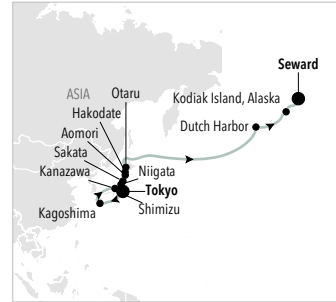 Seward
ASIA
Otaru
Kodiak Island, Alaska
Hakodate
Dutch Harbor
Aomori
Sakata
Kanazawa
Niigata
Tokyo
Kagoshima
Shimizu